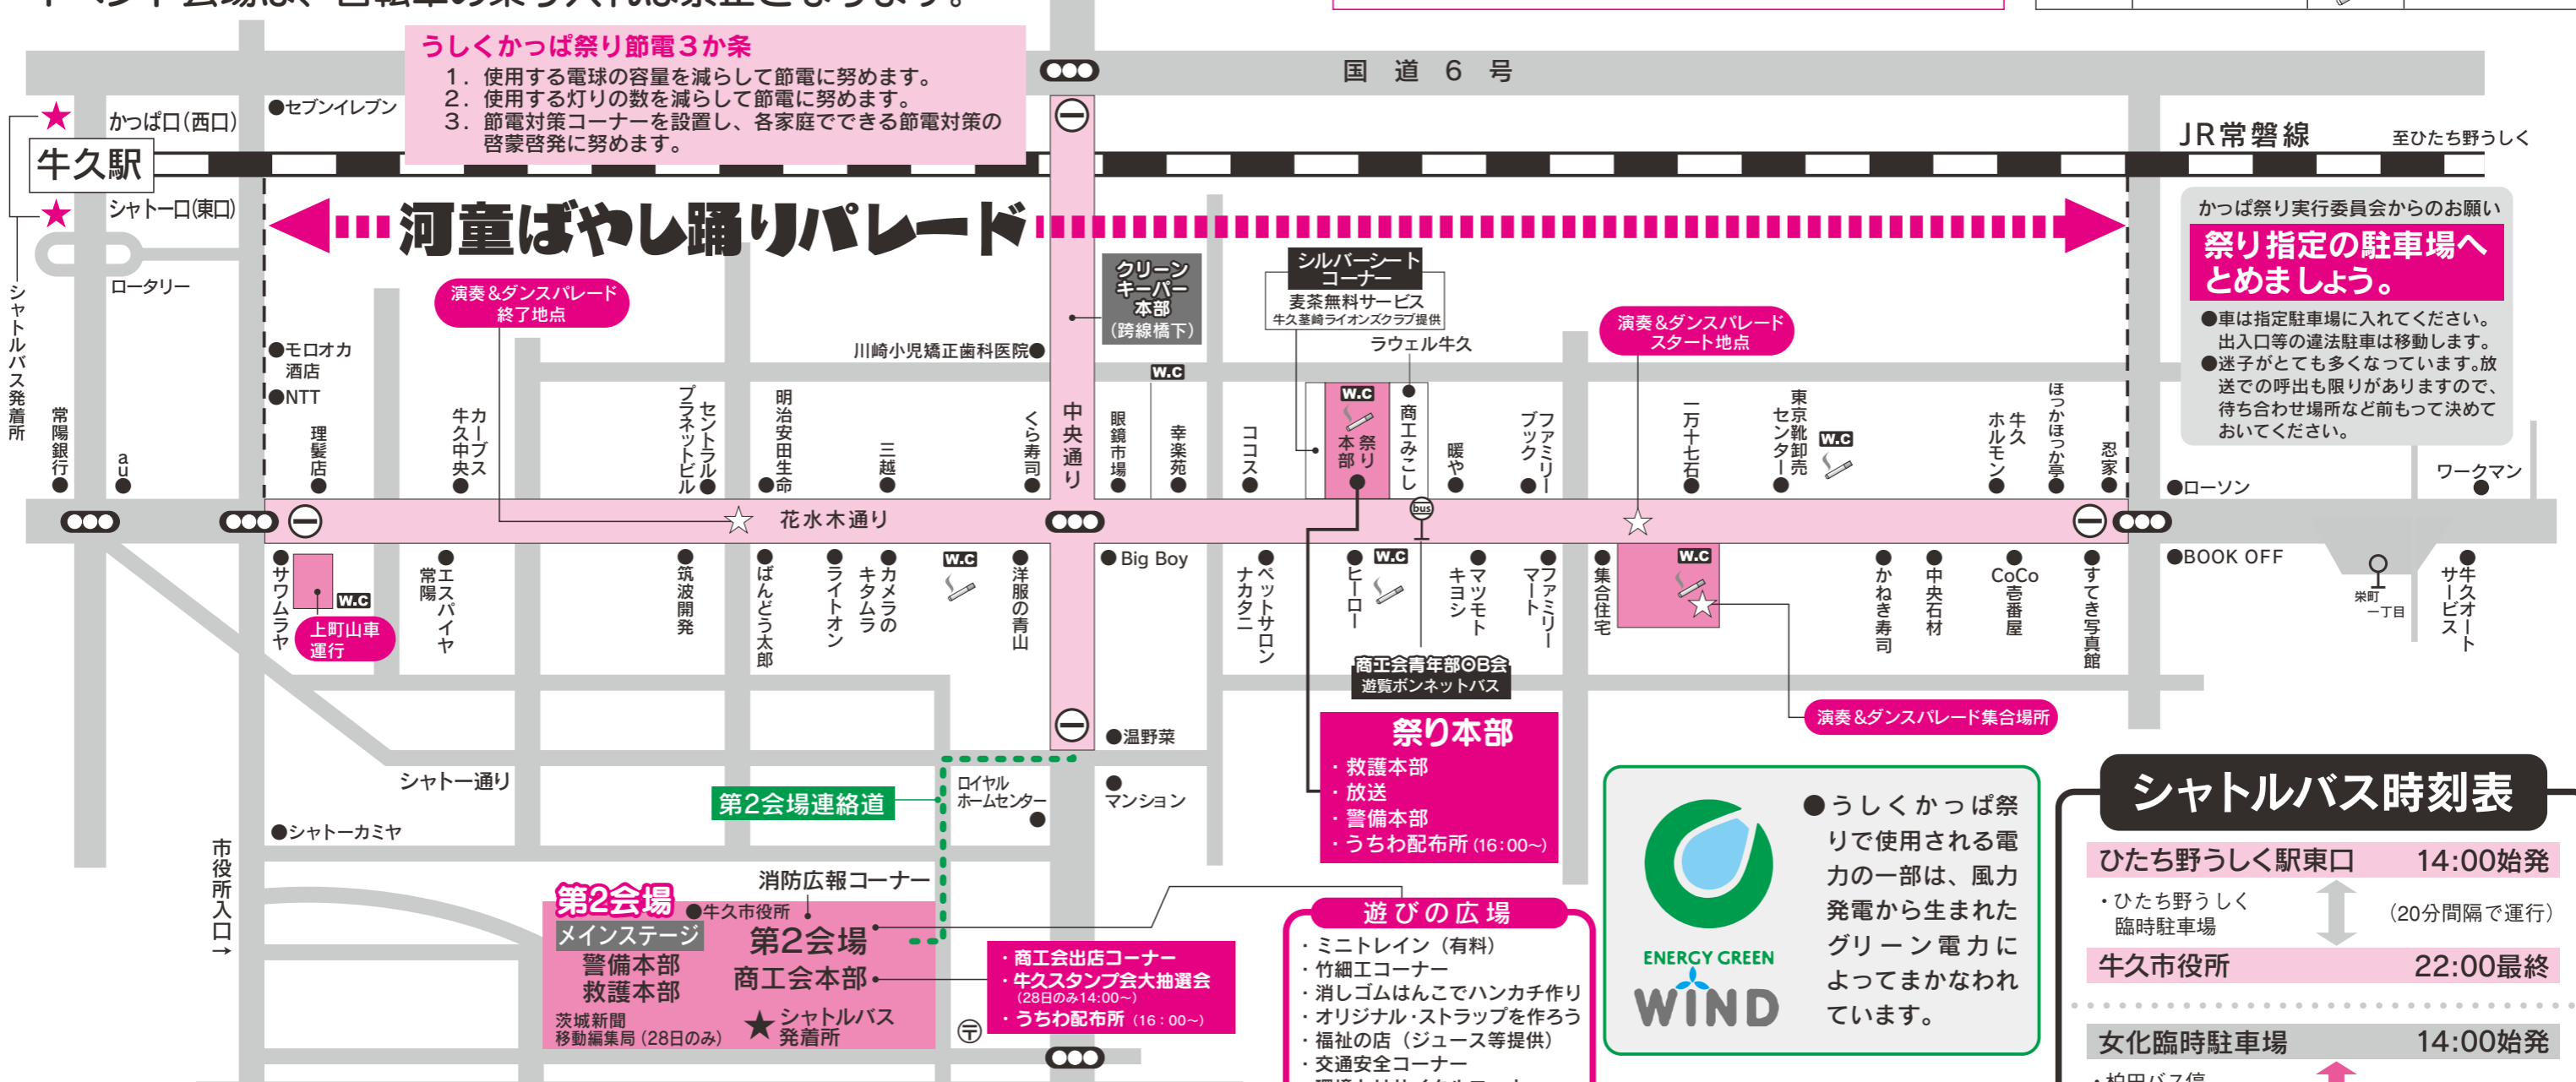 イベント会場は、自転車の乗り入れは禁止となります。
うしくかっぱ祭り節電３か条
1．使用する電球の容量を減らして節電に努めます。
2．使用する灯りの数を減らして節電に努めます。
3．節電対策コーナーを設置し、各家庭でできる節電対策の
啓蒙啓発に努めます。
国道6号
かっぱ口（西口）
●セブンイレブン
牛久駅
JR常磐線
至ひたち野うしく
シャトー口(東口)
河童ばやし踊りパレード
ロータリー
シャトルバス発着所
かっぱ祭り実行委員会からのお願い
祭り指定の駐車場へ
とめましょう。
●車は指定駐車場に入れてください。
出入口等の違法駐車は移動します。
●迷子がとても多くなっています。放
送での呼出も限りがありますので、
待ち合わせ場所など前もって決めて
おいてください。
演奏&ダンスパレード
終了地点
クリーン
キーパー
本部
（跨線橋下）
シルバーシート
コーナー
麦茶無料サービス
牛久茎崎ライオンズクラブ提供
ラウェル牛久
演奏&ダンスパレード
スタート地点
●モロオカ
酒店
●NTT
川崎小児矯正歯科医院●
W.C
常陽銀行●
au●
理髪店●
カーブス
牛久中央●
セントラル●
プラネットビル
明治安田生命●
三越●
くら寿司●
中央通り
眼鏡市場●
幸楽苑●
ココス●
W.C
祭り
本部
商工みこし
暖や●
ファミリー
ブック●
一万十七石●
東京靴卸売
センター●
W.C
牛久
ホルモン●
ほっかほっか亭●
忍家●
●ローソン
ワークマン
花水木通り
bus
●サワムラヤ
W.C
上町山車
運行
●エスパイヤ
常陽
●筑波開発
●ばんどう太郎
●ライトオン
●カメラの
キタムラ
W.C
●洋服の青山
●Big Boy
●ペットサロン
ナカタニ
●ヒーロー
W.C
●マツモト
キヨシ
●ファミリー
マート
●集合住宅
W.C
●かねき寿司
●中央石材
●CoCo
壱番屋
●すてき写真館
●BOOK OFF
栄町
一丁目
●牛久オート
サービス
商工会青年部OB会
遊覧ボンネットバス
演奏&ダンスパレード集合場所
祭り本部
・救護本部
・放送
・警備本部
・うちわ配布所（16：00〜）
●温野菜
シャトー通り
第2会場連絡道
ロイヤル
ホームセンター
●
●
マンション
●シャトーカミヤ
市役所入口→
消防広報コーナー
第2会場
●牛久市役所
メインステージ
第2会場
警備本部
救護本部
商工会本部
茨城新聞
移動編集局（28日のみ）
★シャトルバス
発着所
〒
・商工会出店コーナー
・牛久スタンプ会大抽選会
（28日のみ14:00〜）
・うちわ配布所（16：00〜）
遊びの広場
・ミニトレイン（有料）
・竹細工コーナー
・消しゴムはんこでハンカチ作り
・オリジナル・ストラップを作ろう
・福祉の店（ジュース等提供）
・交通安全コーナー
●うしくかっぱ祭
りで使用される電
力の一部は、風力
発電から生まれた
グリーン電力に
よってまかなわれ
ています。
ENERGY GREEN
WIND
シャトルバス時刻表
ひたち野うしく駅東口 14:00始発
・ひたち野うしく
臨時駐車場
（20分間隔で運行）
牛久市役所 22:00最終
女化臨時駐車場 14:00始発
・柏田バス停